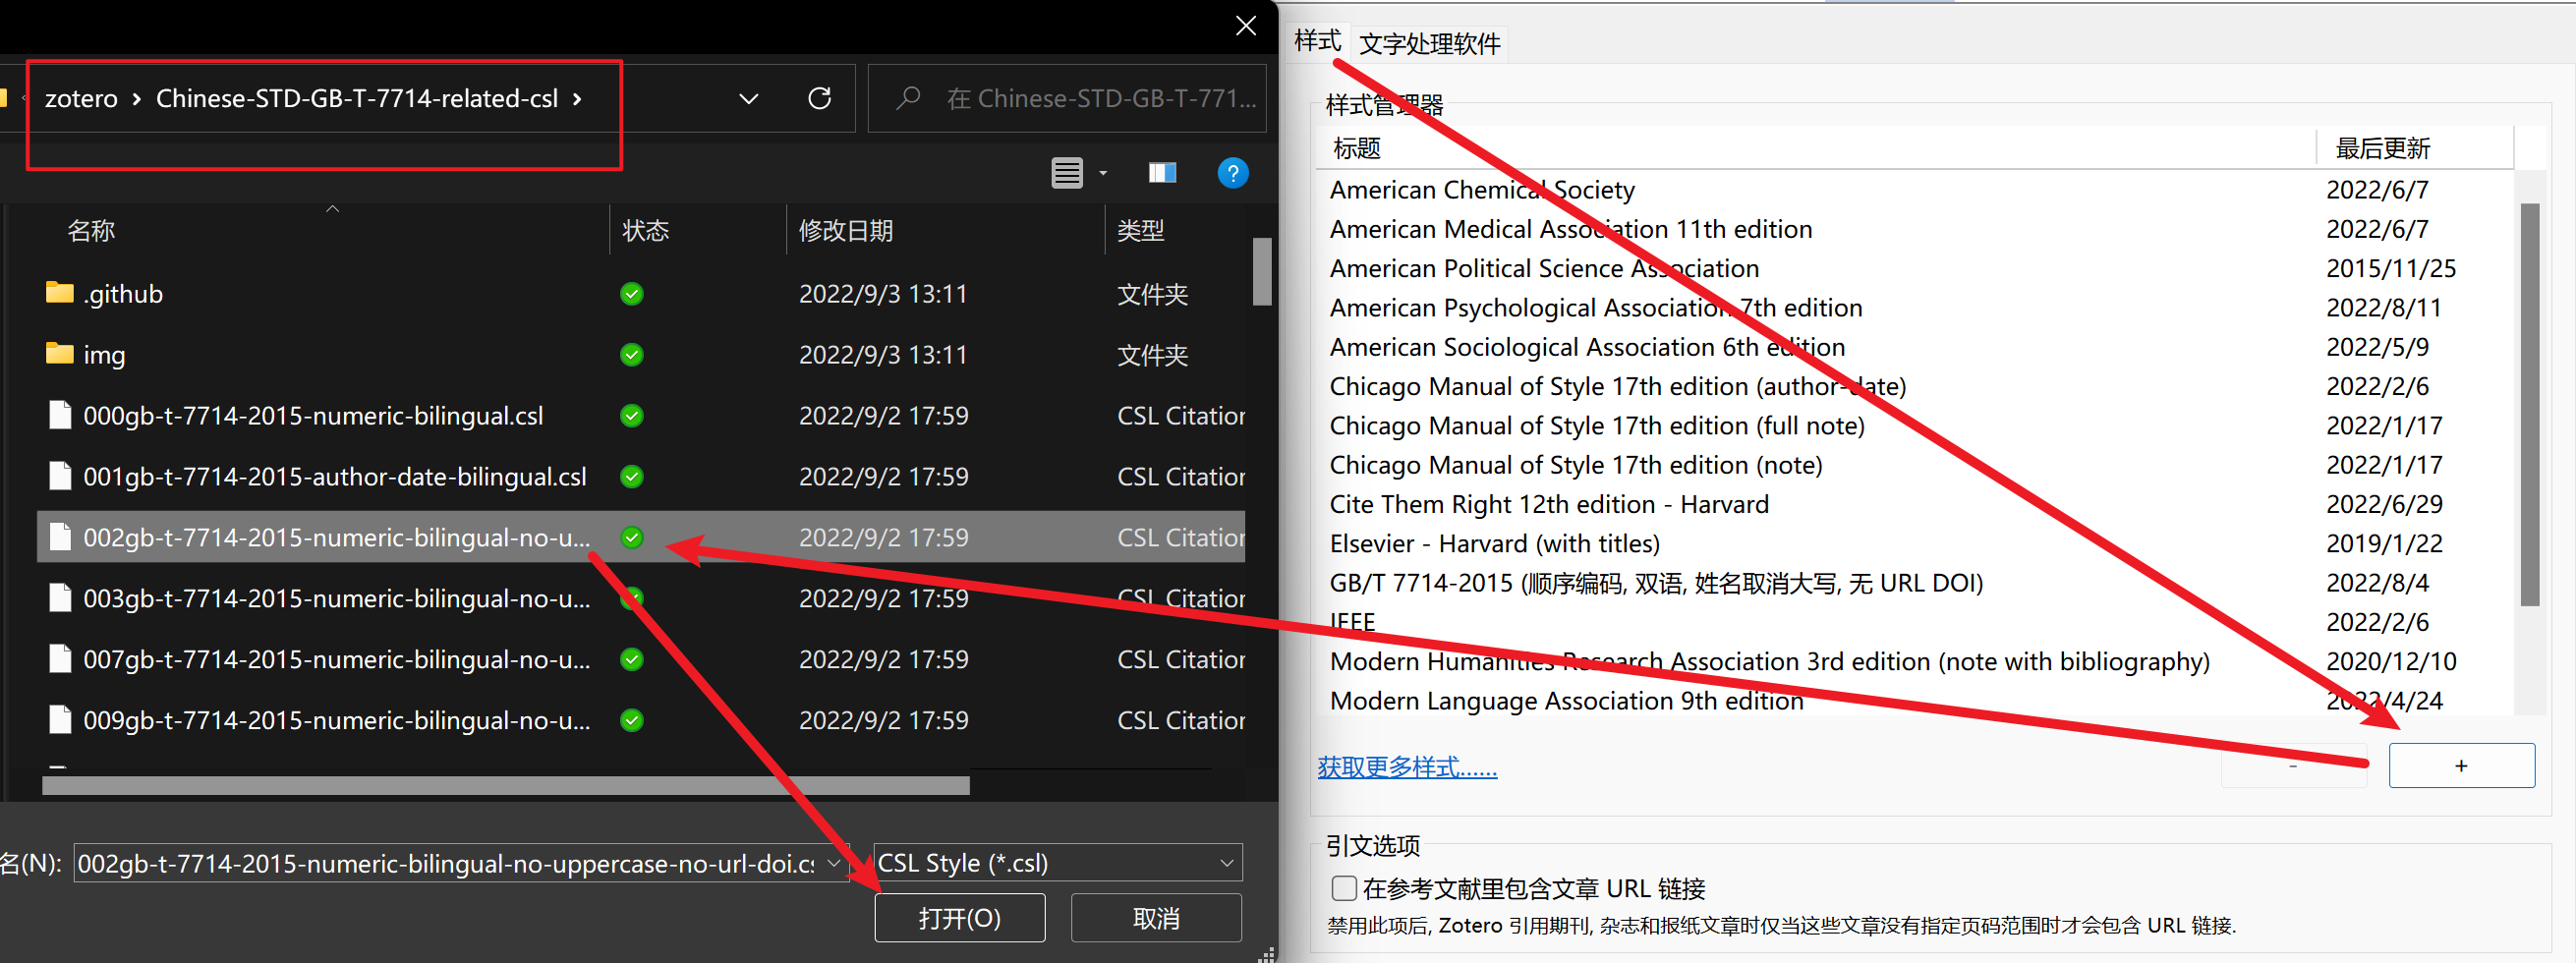 zotero › Chinese-STD-GB-T-7714-related-csl ›
在 Chinese-STD-GB-T-771...
名称 状态 修改日期 类型
.github 2022/9/3 13:11 文件夹
img 2022/9/3 13:11 文件夹
000gb-t-7714-2015-numeric-bilingual.csl 2022/9/2 17:59 CSL Citation
001gb-t-7714-2015-author-date-bilingual.csl 2022/9/2 17:59 CSL Citation
002gb-t-7714-2015-numeric-bilingual-no-u... 2022/9/2 17:59 CSL Citation
003gb-t-7714-2015-numeric-bilingual-no-u... 2022/9/2 17:59 CSL Citation
007gb-t-7714-2015-numeric-bilingual-no-u... 2022/9/2 17:59 CSL Citation
009gb-t-7714-2015-numeric-bilingual-no-u... 2022/9/2 17:59 CSL Citation
名(N): 002gb-t-7714-2015-numeric-bilingual-no-uppercase-no-url-doi.cs
CSL Style (*.csl)
打开(O) 取消
样式 文字处理软件
样式管理器
标题 最后更新
American Chemical Society 2022/6/7
American Medical Association 11th edition 2022/6/7
American Political Science Association 2015/11/25
American Psychological Association 7th edition 2022/8/11
American Sociological Association 6th edition 2022/5/9
Chicago Manual of Style 17th edition (author-date) 2022/2/6
Chicago Manual of Style 17th edition (full note) 2022/1/17
Chicago Manual of Style 17th edition (note) 2022/1/17
Cite Them Right 12th edition - Harvard 2022/6/29
Elsevier - Harvard (with titles) 2019/1/22
GB/T 7714-2015 (顺序编码, 双语, 姓名取消大写, 无 URL DOI) 2022/8/4
IEEE 2022/2/6
Modern Humanities Research Association 3rd edition (note with bibliography) 2020/12/10
Modern Language Association 9th edition 2022/4/24
获取更多样式...... - +
引文选项
在参考文献里包含文章 URL 链接
禁用此项后, Zotero 引用期刊, 杂志和报纸文章时仅当这些文章没有指定页码范围时才会包含 URL 链接.